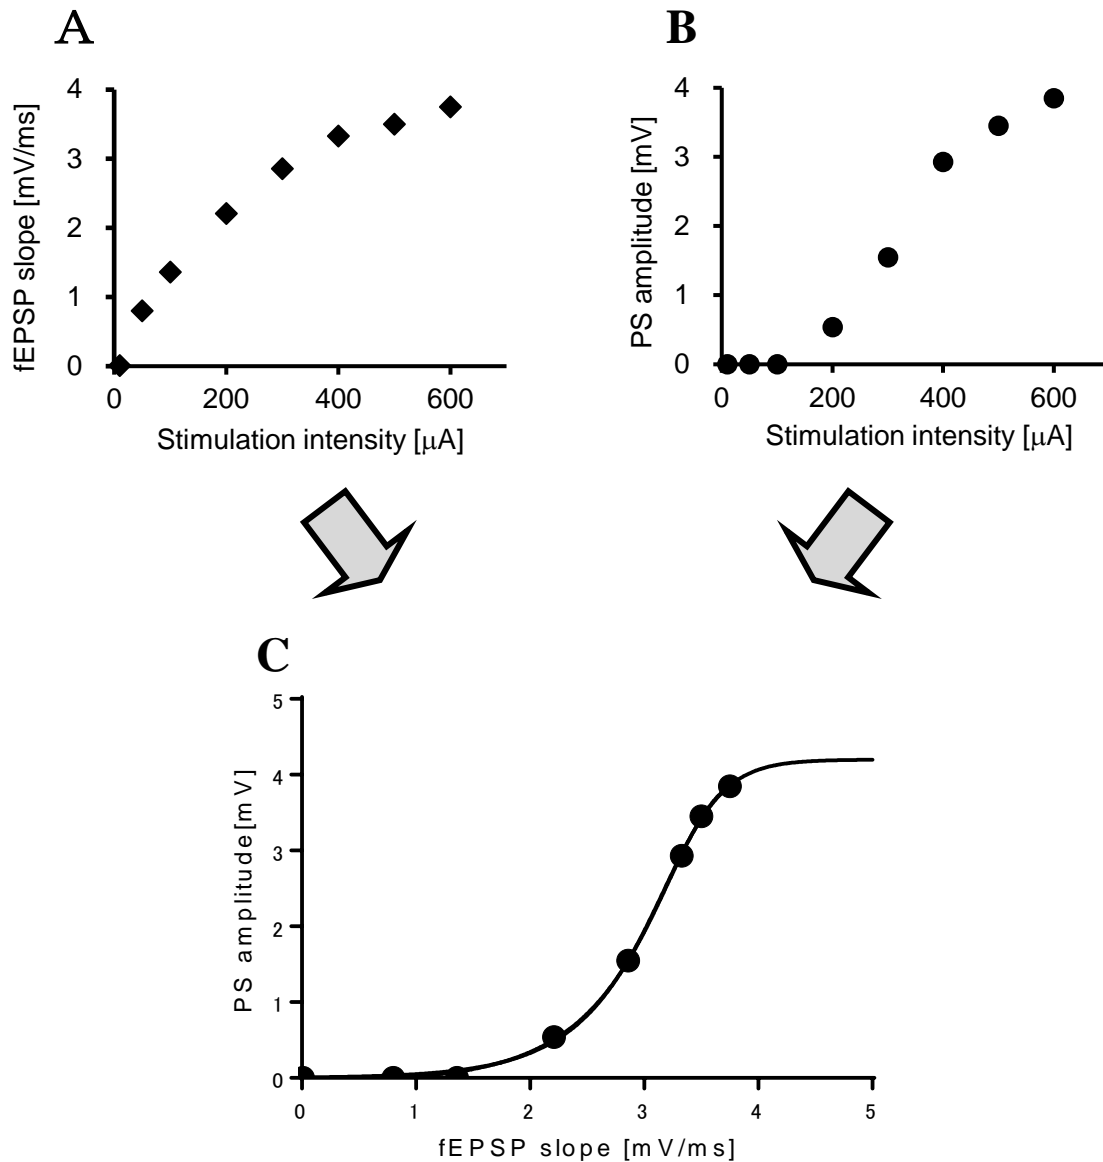 A
fEPSP slope [mV/ms]
4
3
2
1
0
0 200 400 600
Stimulation intensity [μA]
B
PS amplitude [mV]
4
3
2
1
0
0 200 400 600
Stimulation intensity [μA]
C
PS amplitude[mV]
5
4
3
2
1
0
0 1 2 3 4 5
fEPSP slope [mV/ms]